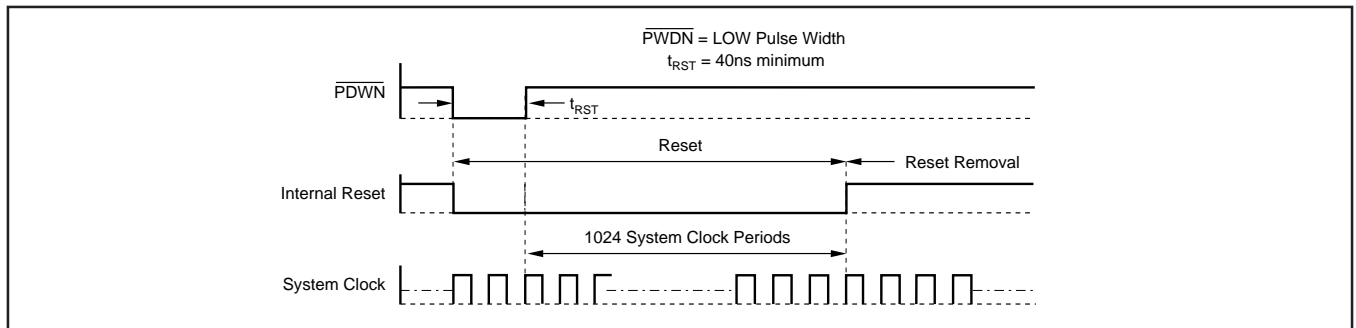 PWDN = LOW Pulse Width
tRST = 40ns minimum
PDWN
tRST
Reset
Reset Removal
Internal Reset
1024 System Clock Periods
System Clock